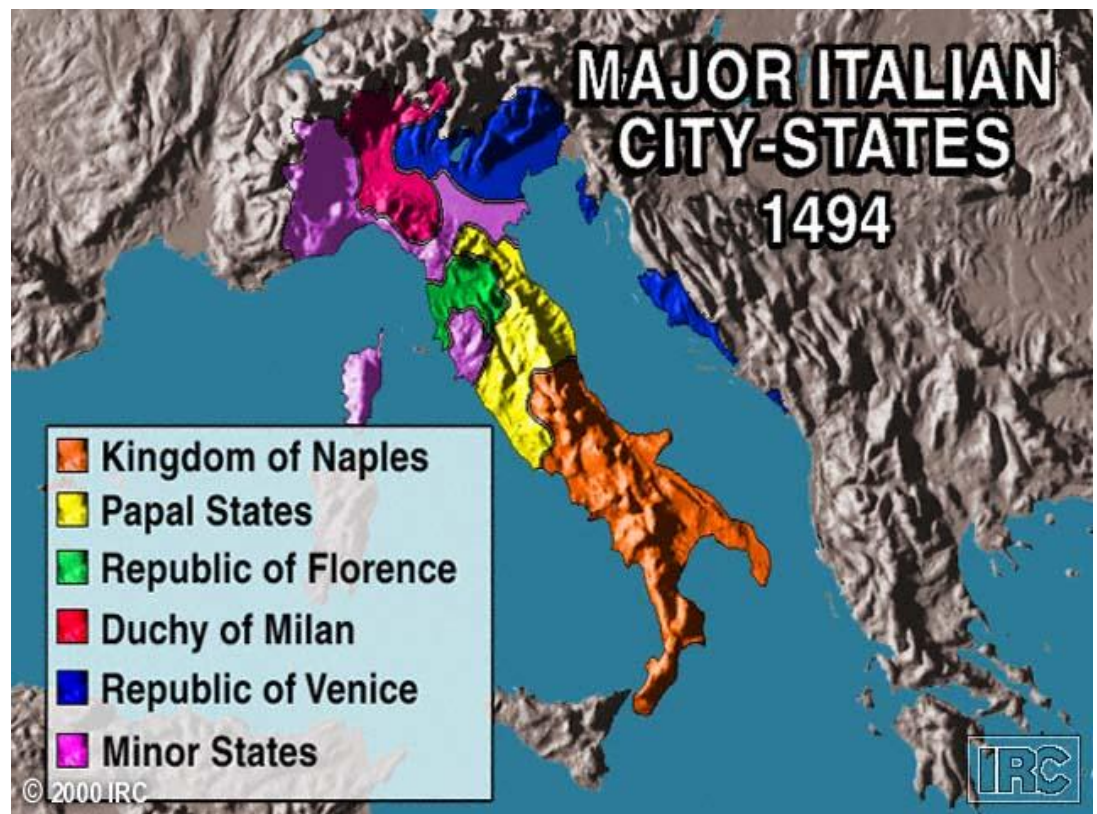 MAJOR ITALIAN
CITY-STATES
1494
Kingdom of Naples
Papal States
Republic of Florence
Duchy of Milan
Republic of Venice
Minor States
© 2000 IRC
IRC